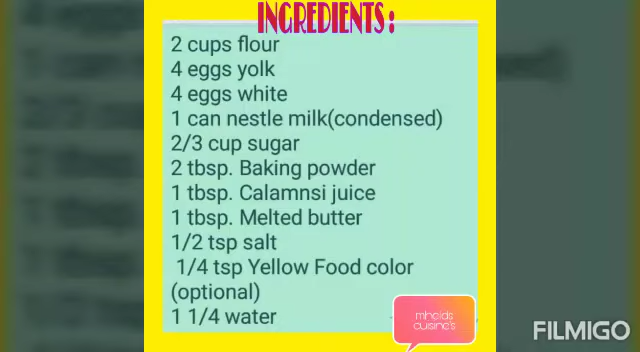 INGREDIENTS:
2 cups flour
4 eggs yolk
4 eggs white
1 can nestle milk(condensed)
2/3 cup sugar
2 tbsp. Baking powder
1 tbsp. Calamnsi juice
1 tbsp. Melted butter
1/2 tsp salt
1/4 tsp Yellow Food color
(optional)
1 1/4 water
mheids
cuisine's
FILMIGO